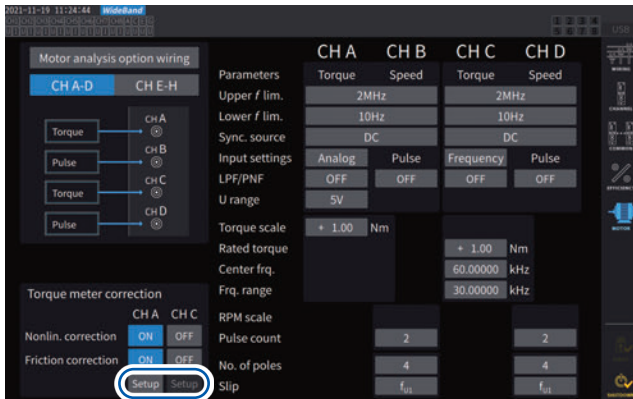 2021-11-19 11:24:44 WideBand
USB
Motor analysis option wiring
CH A-D CH E-H
CH A
Torque
CH B
Pulse
CH C
Torque
CH D
Pulse
Torque meter correction
CH A CH C
Nonlin. correction ON OFF
Friction correction ON OFF
Setup Setup
CH A CH B CH C CH D
Parameters Torque Speed Torque Speed
Upper f lim. 2MHz 2MHz
Lower f lim. 10Hz 10Hz
Sync. source DC DC
Input settings Analog Pulse Frequency Pulse
LPF/PNF OFF OFF OFF OFF
U range 5V
Torque scale + 1.00 Nm
Rated torque + 1.00 Nm
Center frq. 60.00000 kHz
Frq. range 30.00000 kHz
RPM scale
Pulse count 2 2
No. of poles 4 4
Slip fU1 fU1
WIRING
CHANNEL
COMMON
EFFICIENCY
MOTOR